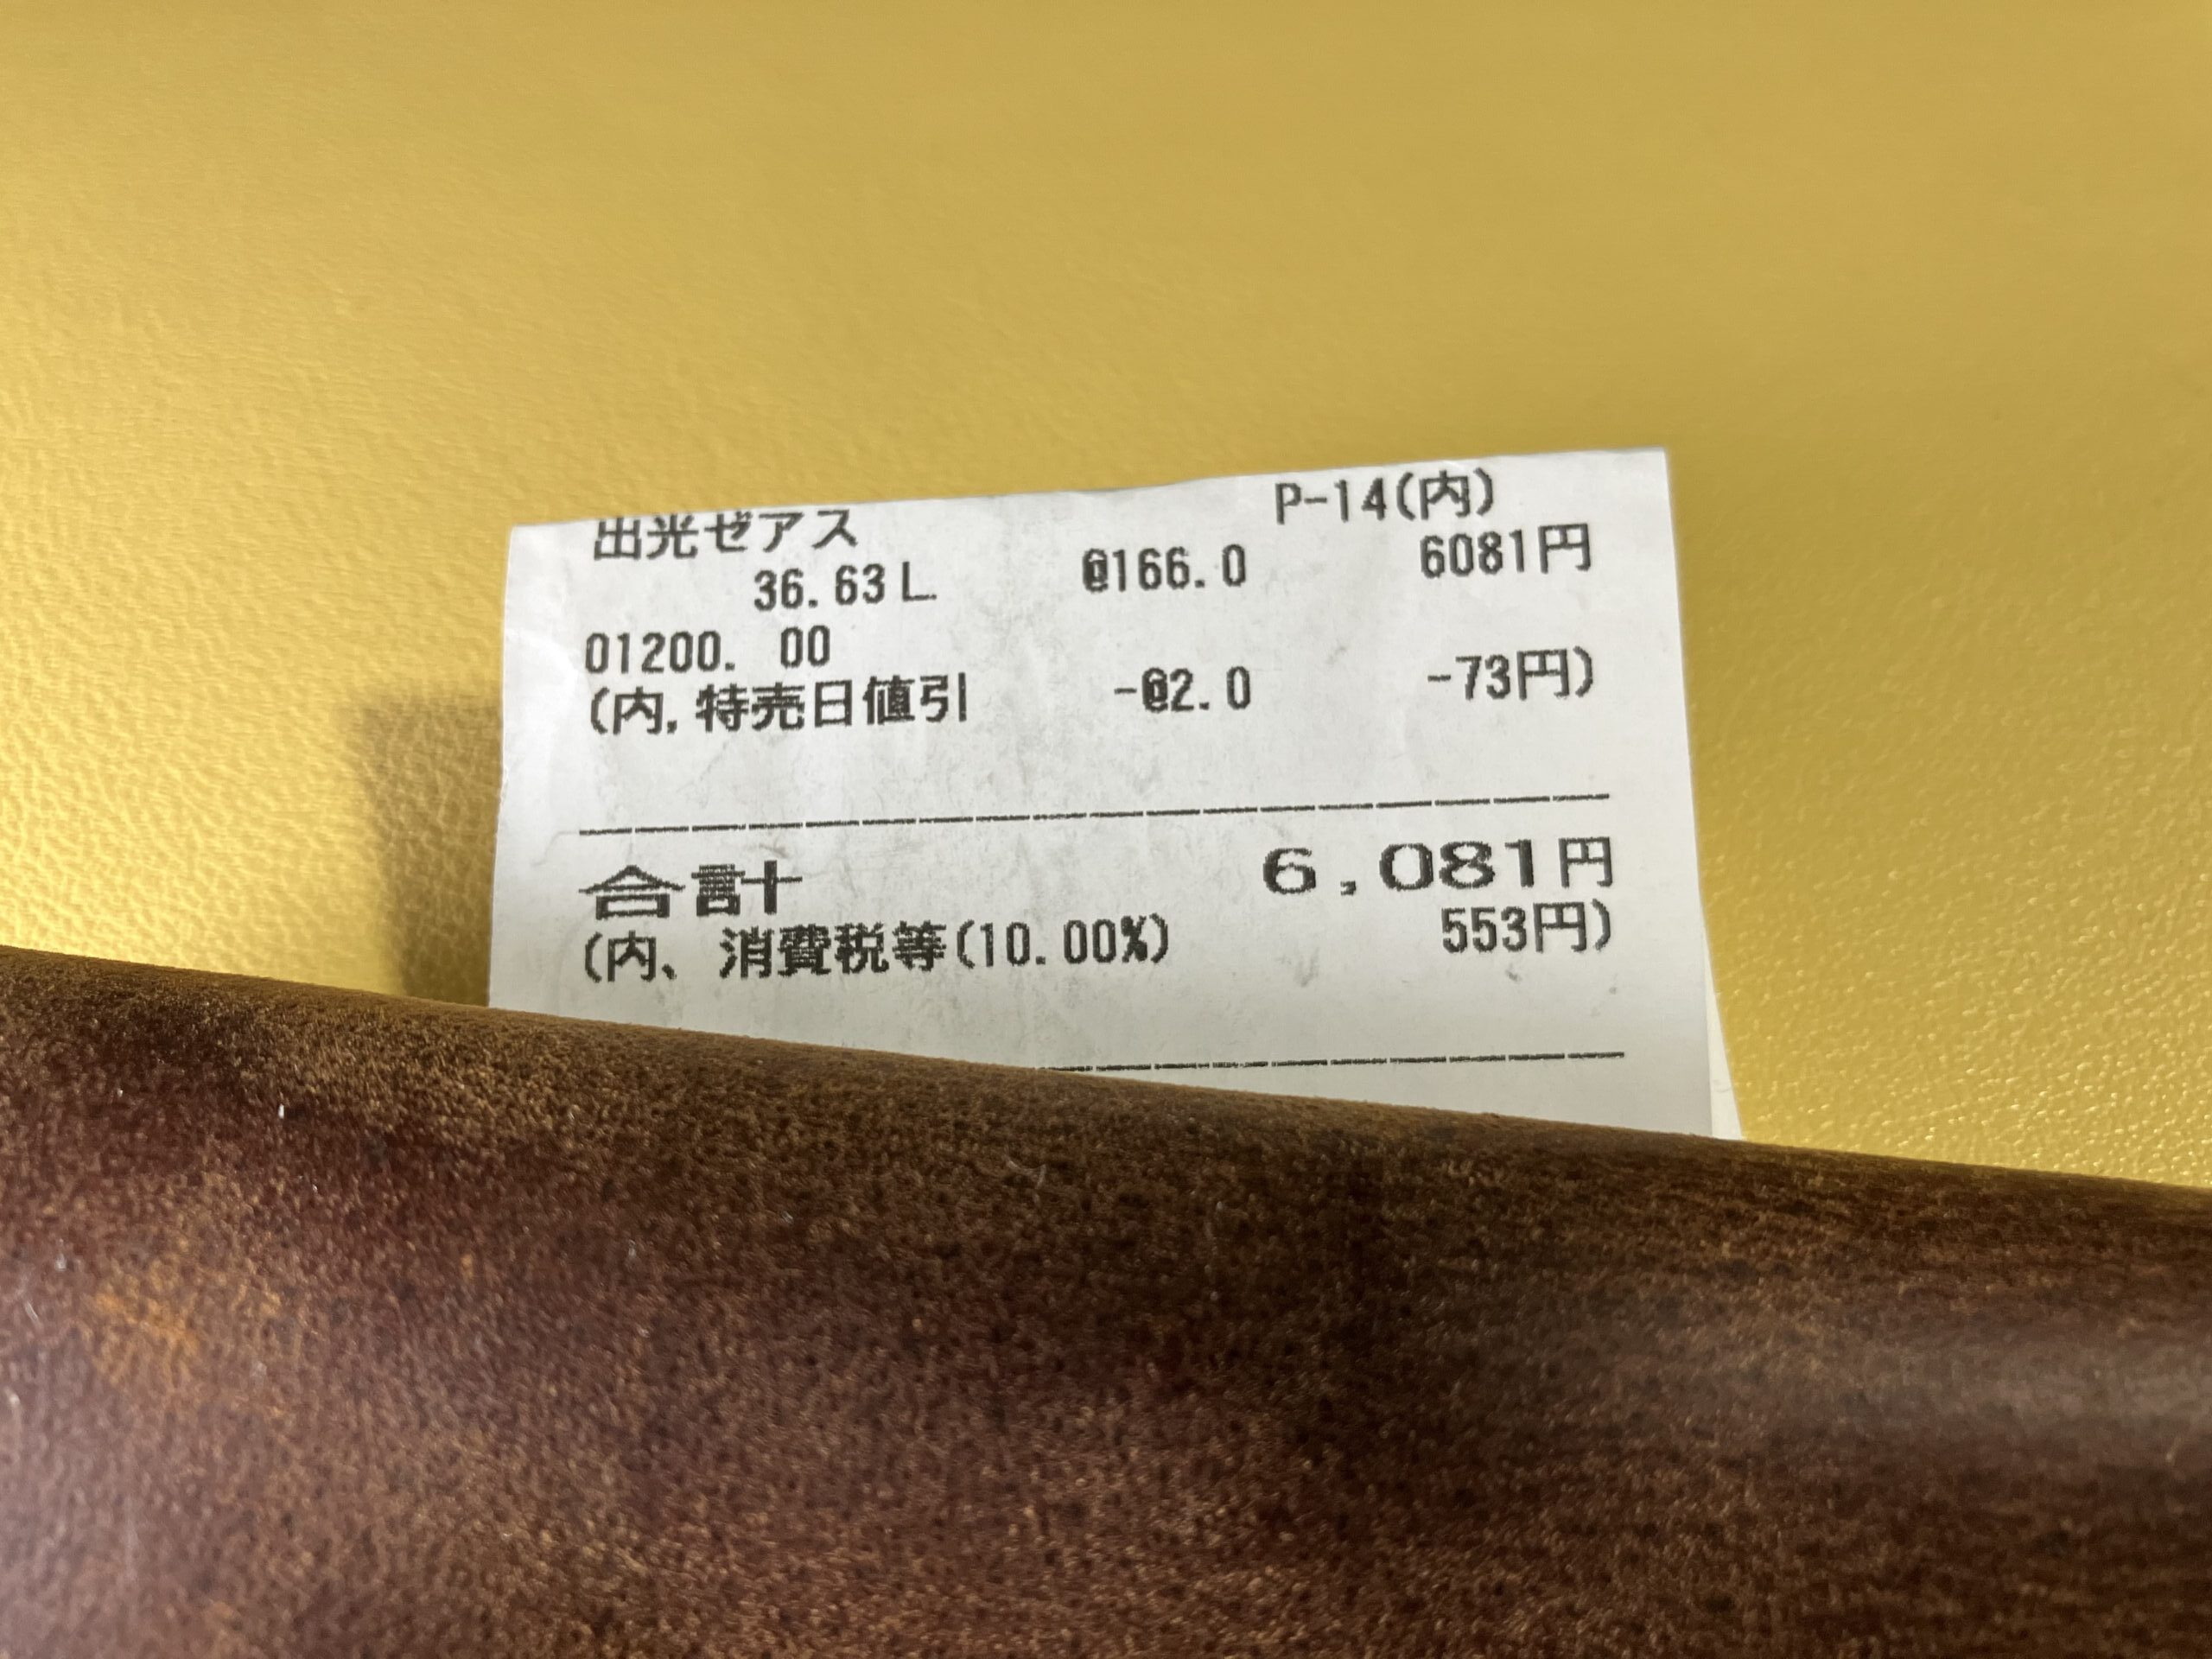 P-14(内)
出光ゼアス
36.63L @166.0 6081円
01200. 00
(内,特売日値引 -@2.0 -73円)
合計 6,081円
(内、消費税等(10.00%) 553円)